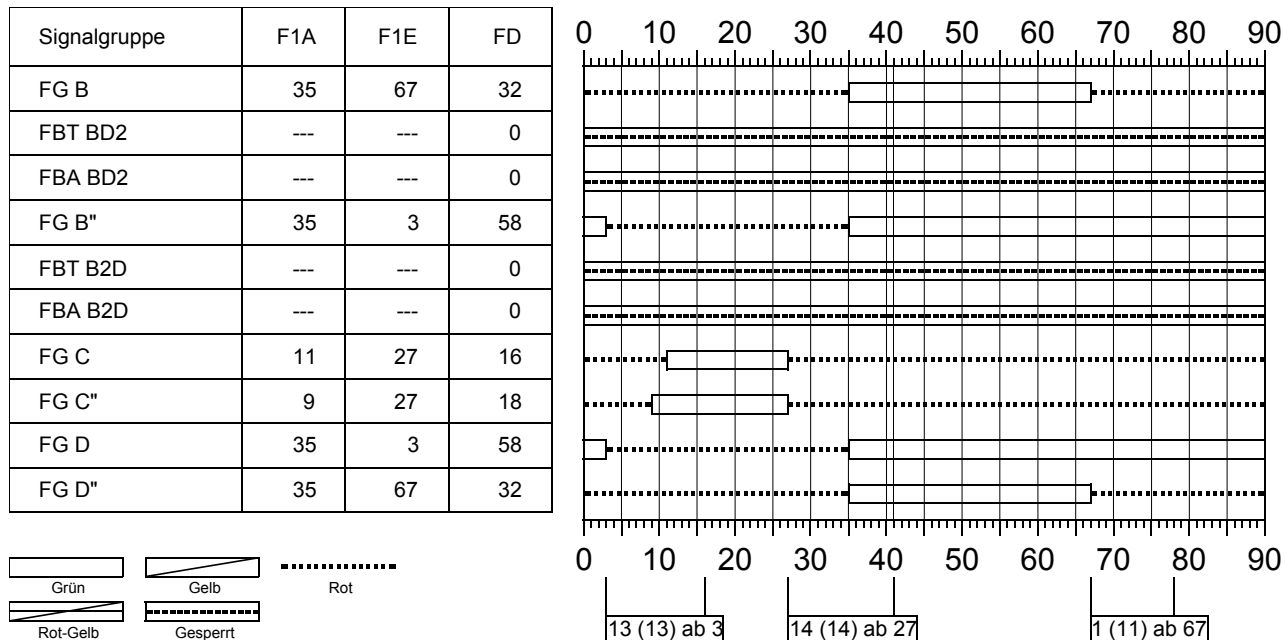 Signalgruppe F1A F1E FD
0 10 20 30 40 50 60 70 80 90
FG B 35 67 32
FBT BD2 --- --- 0
FBA BD2 --- --- 0
FG B" 35 3 58
FBT B2D --- --- 0
FBA B2D --- --- 0
FG C 11 27 16
FG C" 9 27 18
FG D 35 3 58
FG D" 35 67 32
0 10 20 30 40 50 60 70 80 90
Grün Gelb Rot
Rot-Gelb Gesperrt
13 (13) ab 3 14 (14) ab 27 1 (11) ab 67